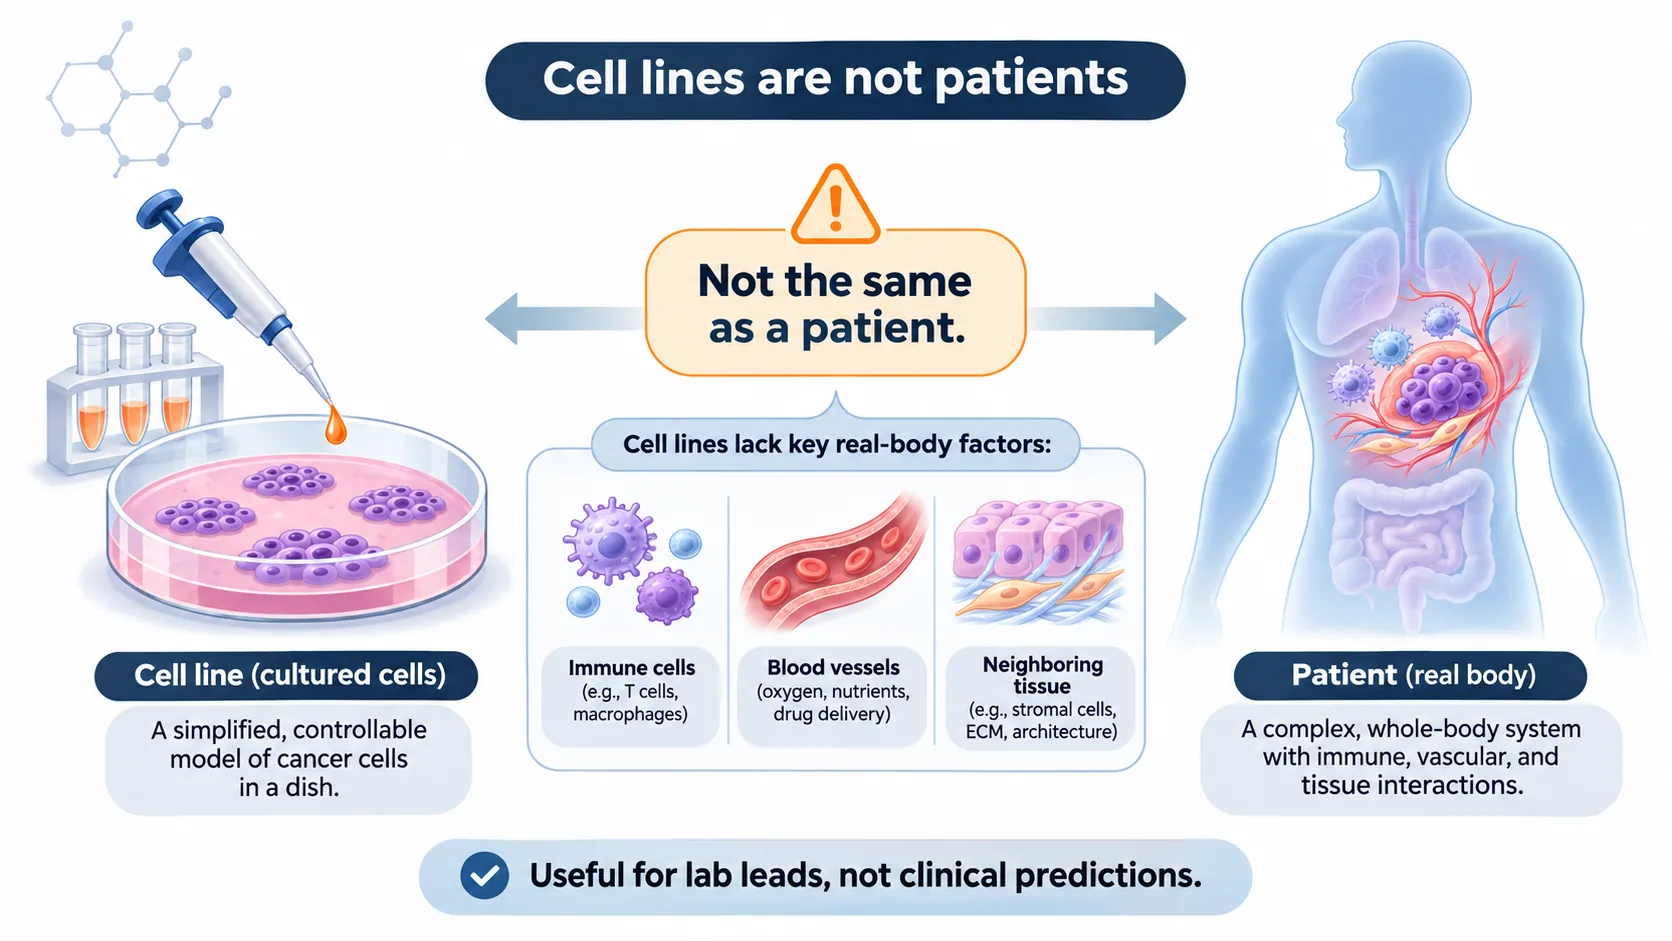 Cell lines are not patients
Not the same
as a patient.
Cell lines lack key real-body factors:
Immune cells
(e.g., T cells,
macrophages)
Blood vessels
(oxygen, nutrients,
drug delivery)
Neighboring
tissue
(e.g., stromal cells,
ECM, architecture)
Cell line (cultured cells)
A simplified, controllable
model of cancer cells
in a dish.
Patient (real body)
A complex, whole-body system
with immune, vascular, and
tissue interactions.
Useful for lab leads, not clinical predictions.